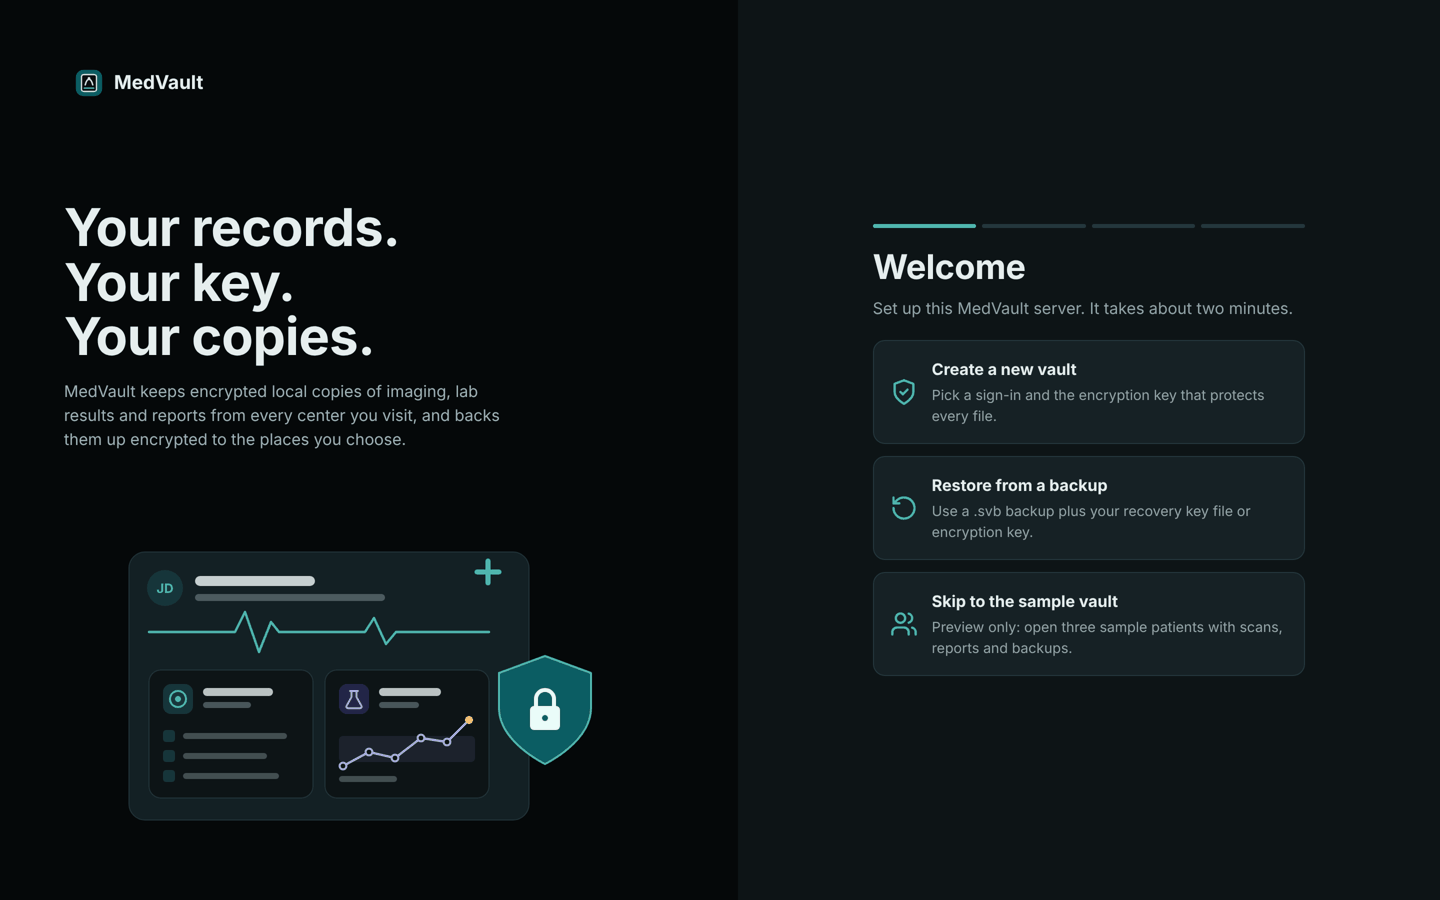 MedVault
Your records.
Your key.
Your copies.
MedVault keeps encrypted local copies of imaging, lab
results and reports from every center you visit, and backs
them up encrypted to the places you choose.
JD
Welcome
Set up this MedVault server. It takes about two minutes.
Create a new vault
Pick a sign-in and the encryption key that protects
every file.
Restore from a backup
Use a .svb backup plus your recovery key file or
encryption key.
Skip to the sample vault
Preview only: open three sample patients with scans,
reports and backups.